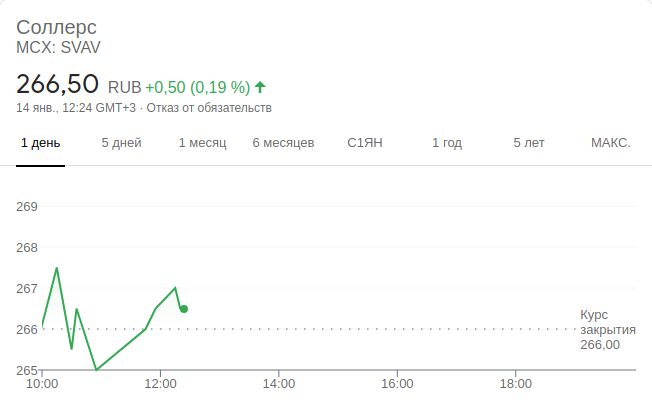 Соллерс
MCX: SVAV
266,50 RUB +0,50 (0,19 %)
14 янв., 12:24 GMT+3 · Отказ от обязательств
1 день 5 дней 1 месяц 6 месяцев С1ЯН 1 год 5 лет МАКС.
269
268
267
266
265
Курс
закрытия
266,00
10:00 12:00 14:00 16:00 18:00